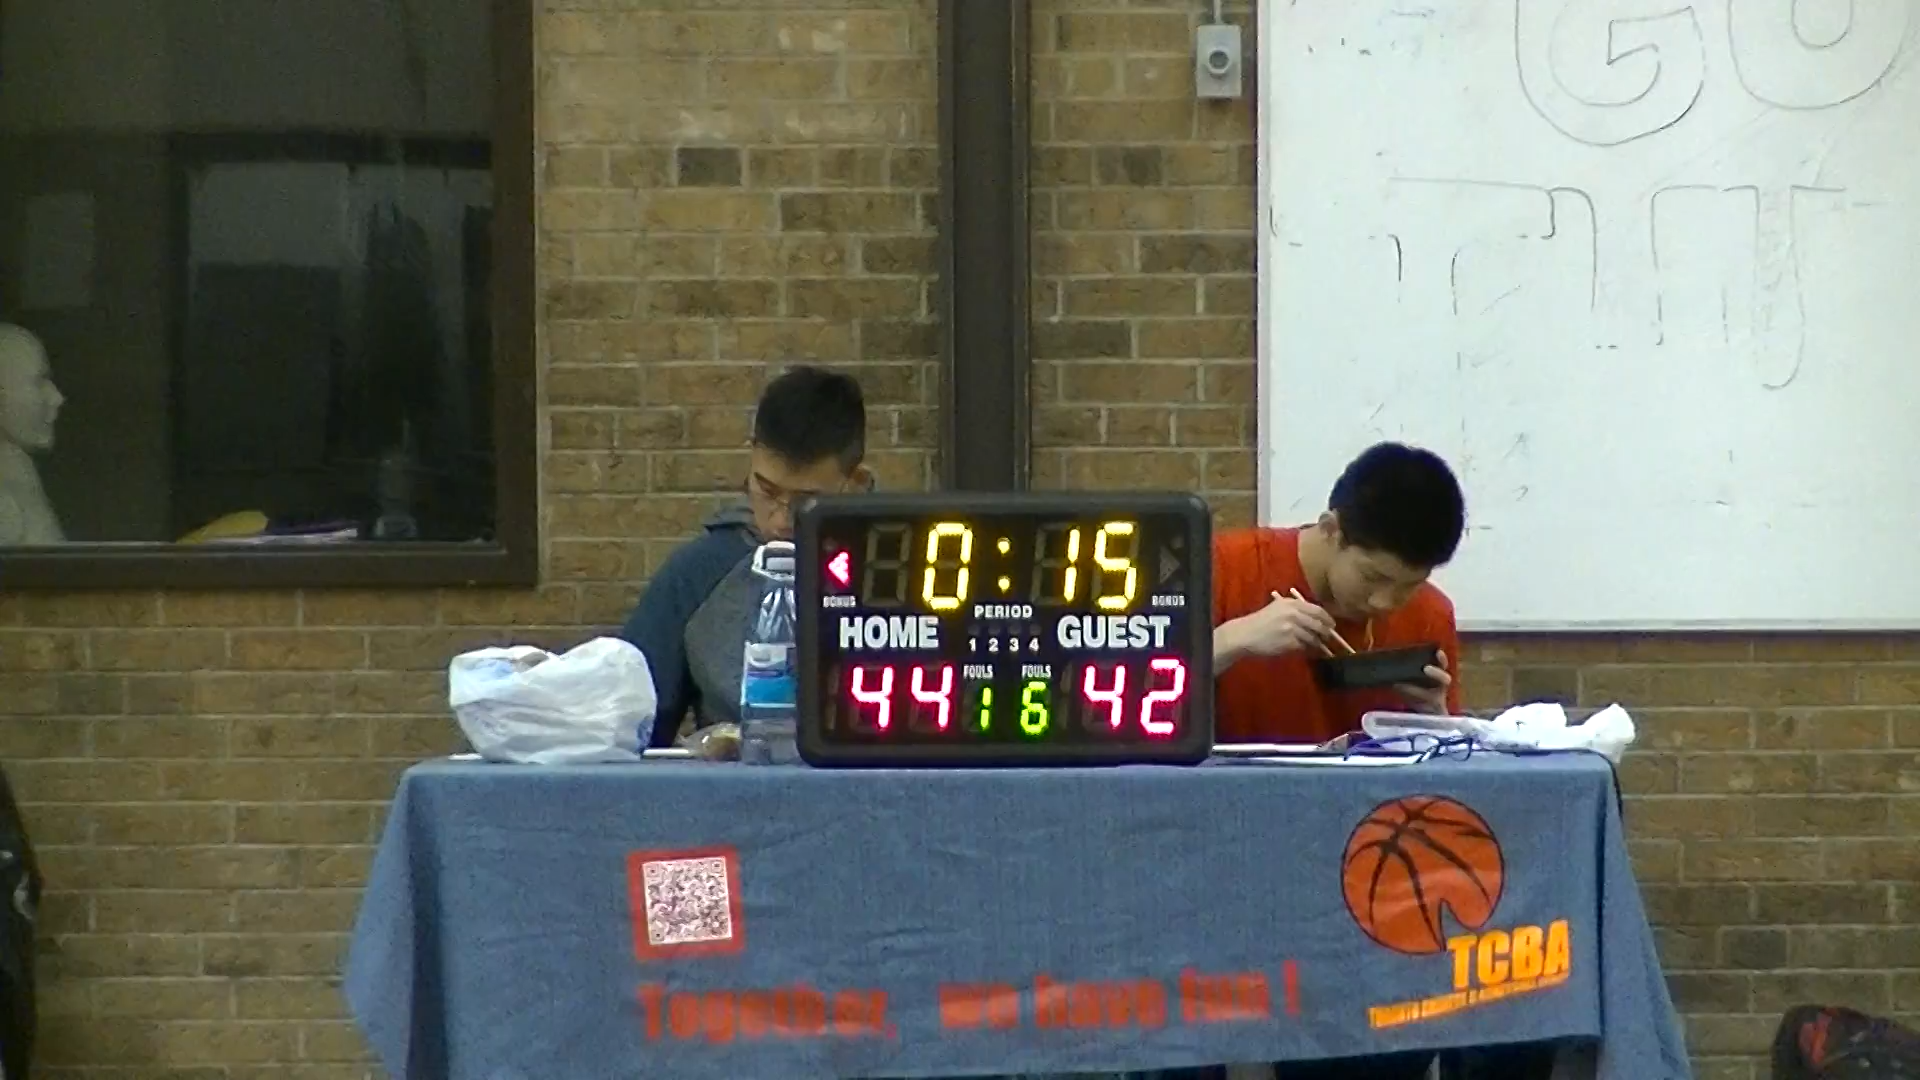 GO
0:15
BONUS BONUS
PERIOD
HOME GUEST
1 2 3 4
FOULS FOULS
44 1 6 42
TCBA
Together, we have fun!